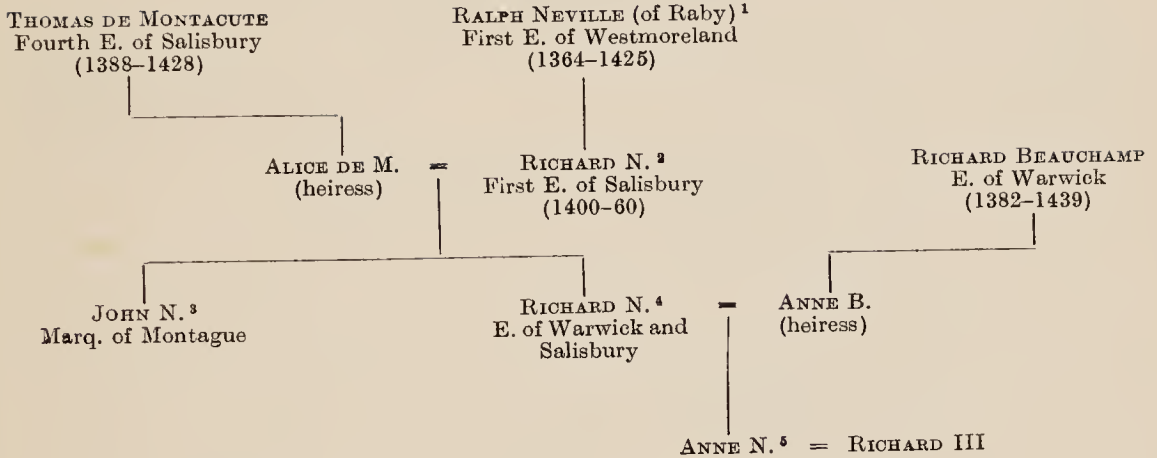 THOMAS DE MONTACUTE
Fourth E. of Salisbury
(1388–1428)
RALPH NEVILLE (of Raby) 1
First E. of Westmoreland
(1364–1425)
ALICE DE M.
(heiress)
=
RICHARD N. 2
First E. of Salisbury
(1400–60)
RICHARD BEAUCHAMP
E. of Warwick
(1382–1439)
JOHN N. 3
Marq. of Montague
RICHARD N. 4
E. of Warwick and
Salisbury
=
ANNE B.
(heiress)
ANNE N. 5 = RICHARD III